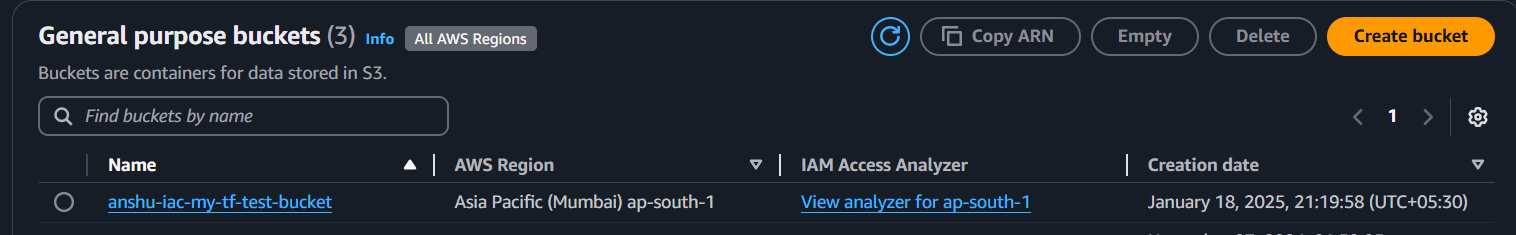 General purpose buckets (3) Info All AWS Regions
Copy ARN Empty Delete Create bucket
Buckets are containers for data stored in S3.
Find buckets by name
1
Name AWS Region IAM Access Analyzer Creation date
anshu-iac-my-tf-test-bucket Asia Pacific (Mumbai) ap-south-1 View analyzer for ap-south-1 January 18, 2025, 21:19:58 (UTC+05:30)